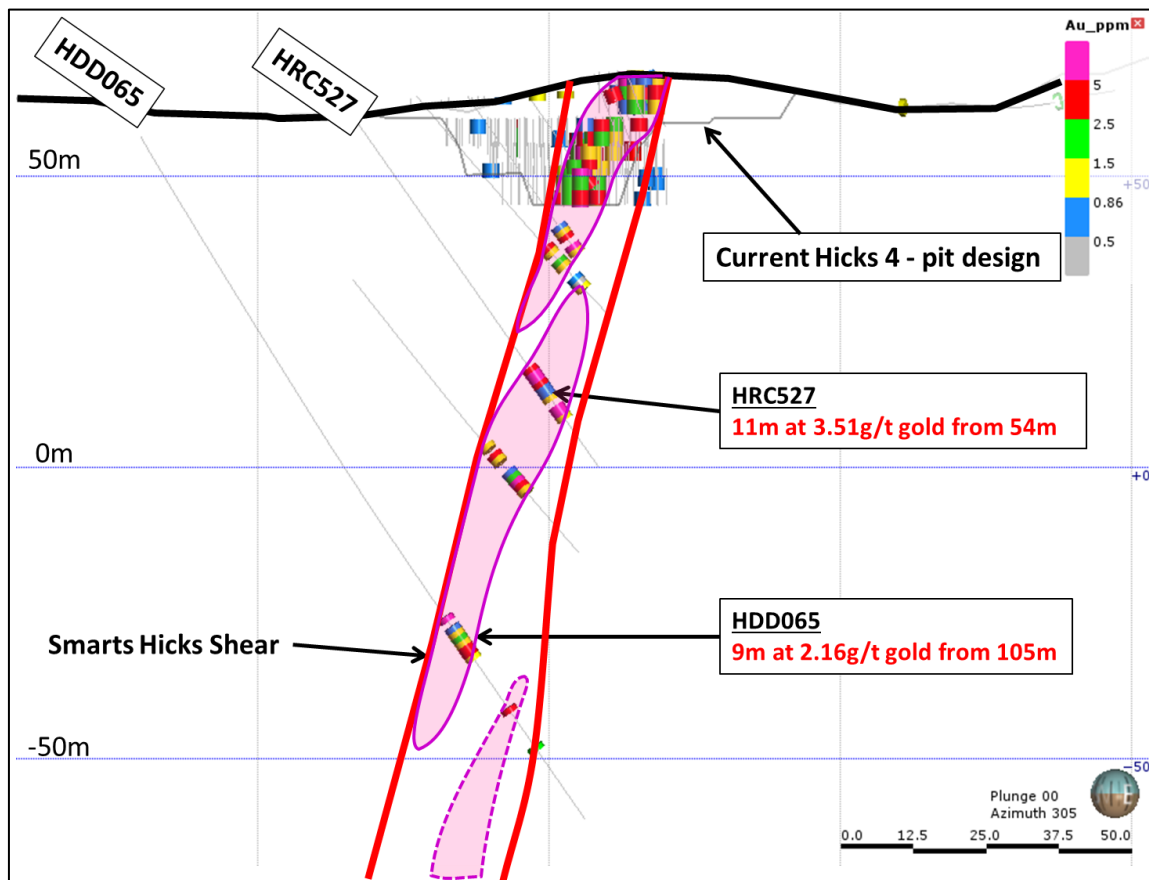 HDD065
HRC527
Au_ppm
5
2.5
1.5
0.86
0.5
50m
+50
Current Hicks 4 - pit design
HRC527
11m at 3.51g/t gold from 54m
0m
+0
HDD065
9m at 2.16g/t gold from 105m
Smarts Hicks Shear
-50m
-50
Plunge 00
Azimuth 305
0.0 12.5 25.0 37.5 50.0